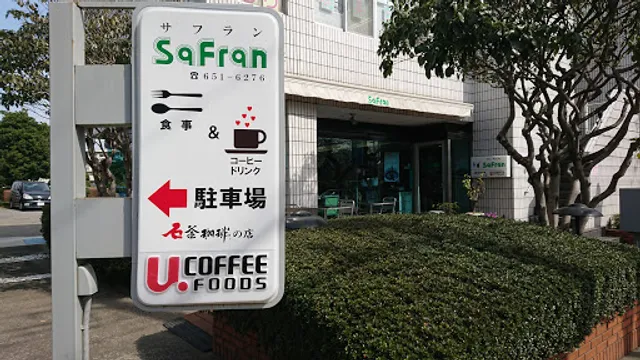 サフラン
SaFran
☎651-6276
食事
&
コーヒー
ドリンク
駐車場
石釜珈琲の店
U.COFFEE
FOODS
SaFran
SaFran